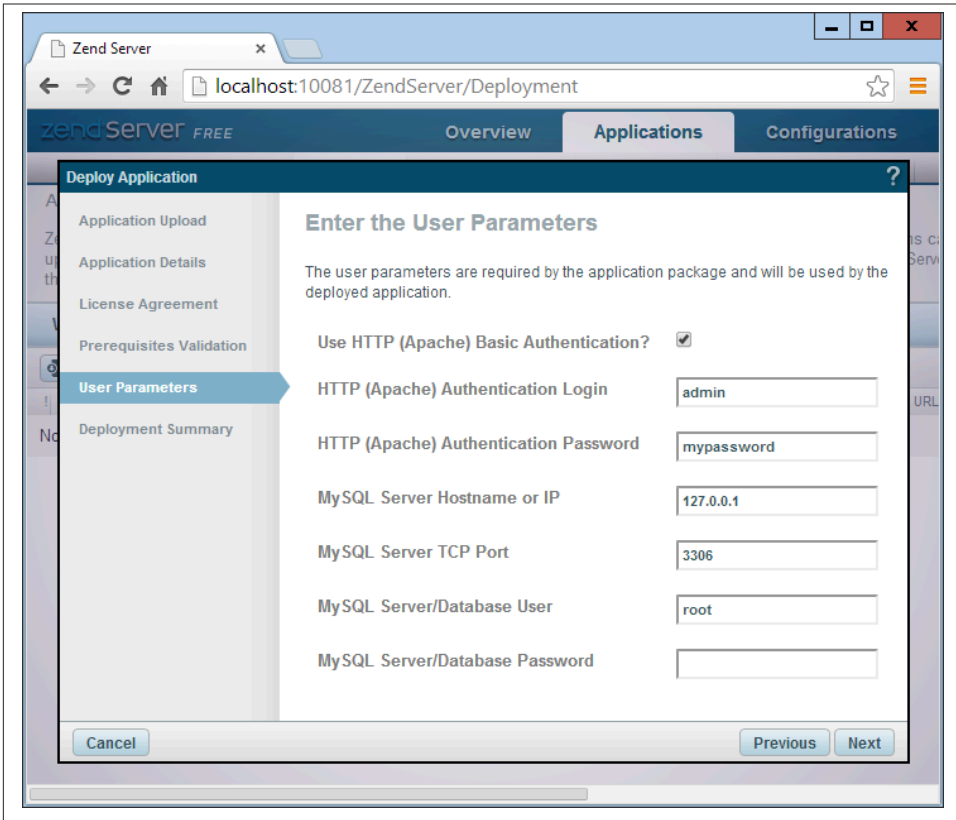 Zend Server
localhost:10081/ZendServer/Deployment
zend Server FREE
Overview
Applications
Configurations
Deploy Application
?
Application Upload
Application Details
License Agreement
Prerequisites Validation
User Parameters
Deployment Summary
Enter the User Parameters
The user parameters are required by the application package and will be used by the
deployed application.
Use HTTP (Apache) Basic Authentication?
HTTP (Apache) Authentication Login
admin
HTTP (Apache) Authentication Password
mypassword
MySQL Server Hostname or IP
127.0.0.1
MySQL Server TCP Port
3306
MySQL Server/Database User
root
MySQL Server/Database Password
Cancel
Previous
Next
URL